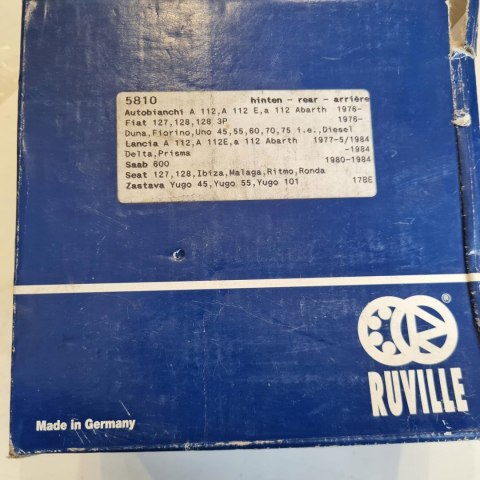 5810 hinten - rear - arrière
Autobianchi A 112,A 112 E,a 112 Abarth 1976-
Fiat 127,128,128 3P 1976-
Duna,Fiorino,Uno 45,55,60,70,75 i.e.,Diesel
Lancia A 112,A 112E,a 112 Abarth 1977-5/1984
Delta,Prisma -1984
Saab 600 1980-1984
Seat 127,128,Ibiza,Malaga,Ritmo,Ronda
Zastava Yugo 45,Yugo 55,Yugo 101 17BE
®
RUVILLE
Made in Germany